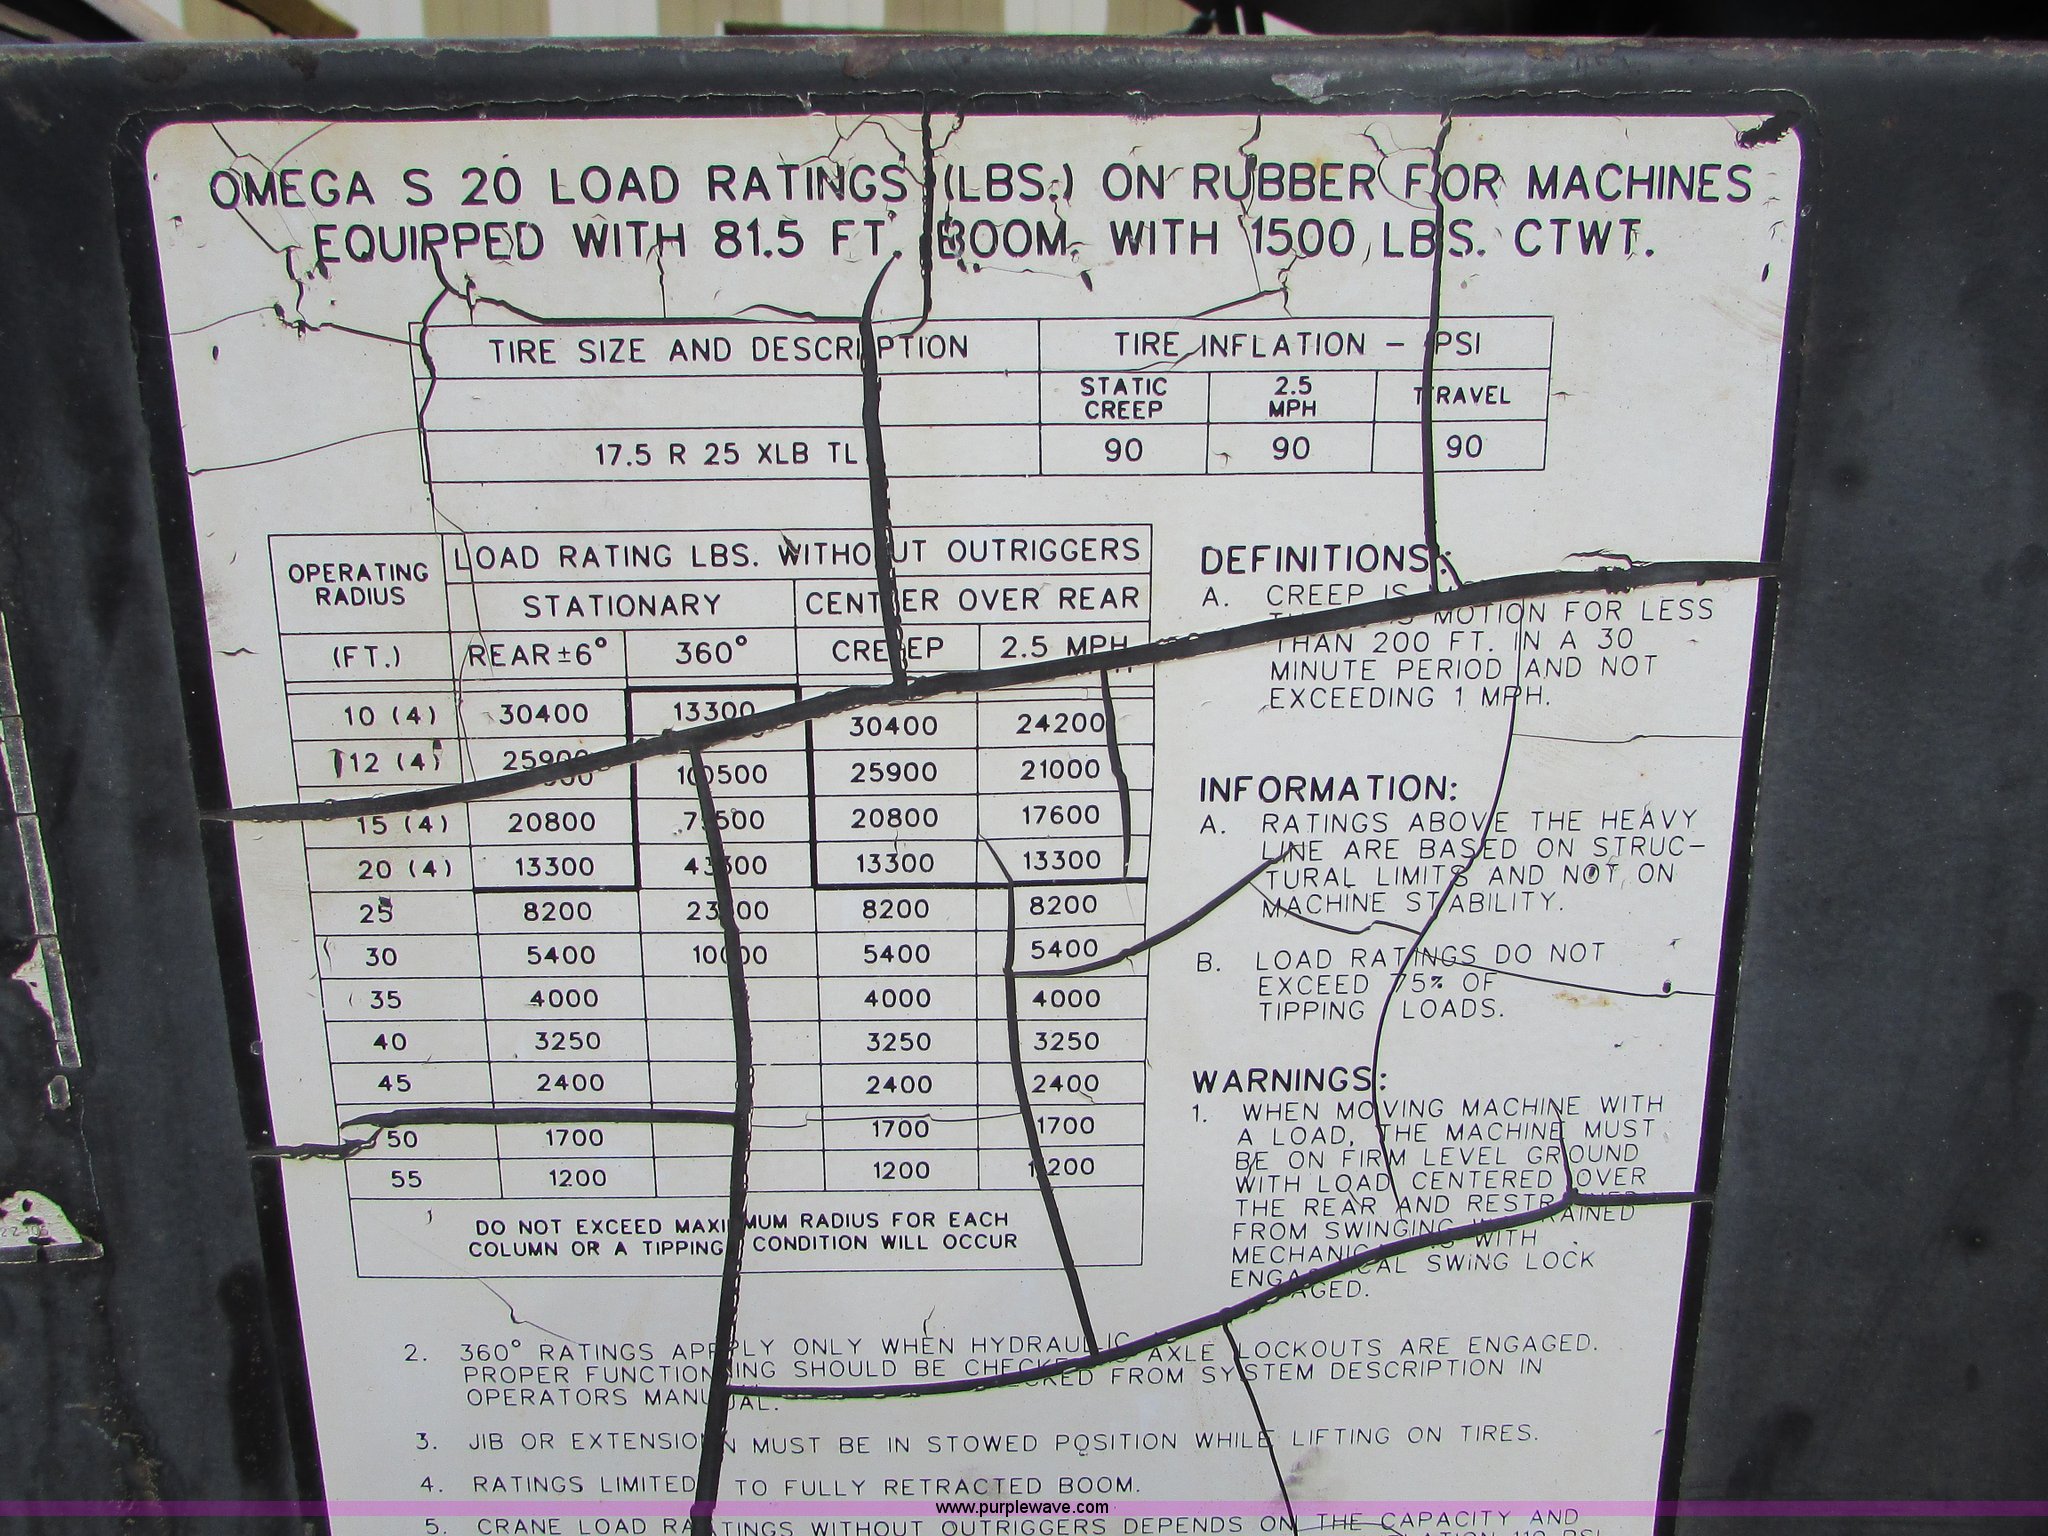 OMEGA S 20 LOAD RATINGS (LBS.) ON RUBBER FOR MACHINES
EQUIPPED WITH 81.5 FT. BOOM. WITH 1500 LBS. CTWT.
TIRE SIZE AND DESCRIPTION TIRE INFLATION - PSI
STATIC CREEP 2.5 MPH TRAVEL
17.5 R 25 XLB TL 90 90 90
OPERATING RADIUS LOAD RATING LBS. WITHOUT OUTRIGGERS
STATIONARY CENTER OVER REAR
(FT.) REAR ±6° 360° CREEP 2.5 MPH
10 (4) 30400 13300 30400 24200
12 (4) 25900 10500 25900 21000
15 (4) 20800 7500 20800 17600
20 (4) 13300 13300 13300
25 8200 8200 8200
30 5400 1000 5400 5400
35 4000 4000 4000
40 3250 3250 3250
45 2400 2400 2400
50 1700 1700 1700
55 1200 1200 1200
DO NOT EXCEED MAXIMUM RADIUS FOR EACH
COLUMN OR A TIPPING CONDITION WILL OCCUR
DEFINITIONS:
A. CREEP IS
MOTION FOR LESS
THAN 200 FT. IN A 30
MINUTE PERIOD AND NOT
EXCEEDING 1 MPH.
INFORMATION:
A. RATINGS ABOVE THE HEAVY
LINE ARE BASED ON STRUC-
TURAL LIMITS AND NOT ON
MACHINE STABILITY.
B. LOAD RATINGS DO NOT
EXCEED 75% OF
TIPPING LOADS.
WARNINGS:
1. WHEN MOVING MACHINE WITH
A LOAD, THE MACHINE MUST
BE ON FIRM LEVEL GROUND
WITH LOAD CENTERED OVER
THE REAR AND RESTRAINED
FROM SWINGING WITH
MECHANICAL SWING LOCK
ENGAGED.
2. 360° RATINGS APPLY ONLY WHEN HYDRAULIC AXLE LOCKOUTS ARE ENGAGED.
PROPER FUNCTIONING SHOULD BE CHECKED FROM SYSTEM DESCRIPTION IN
OPERATORS MANUAL.
3. JIB OR EXTENSION MUST BE IN STOWED POSITION WHILE LIFTING ON TIRES.
4. RATINGS LIMITED TO FULLY RETRACTED BOOM.
www.purplewave.com
5. CRANE LOAD RATINGS WITHOUT OUTRIGGERS DEPENDS ON THE CAPACITY AND